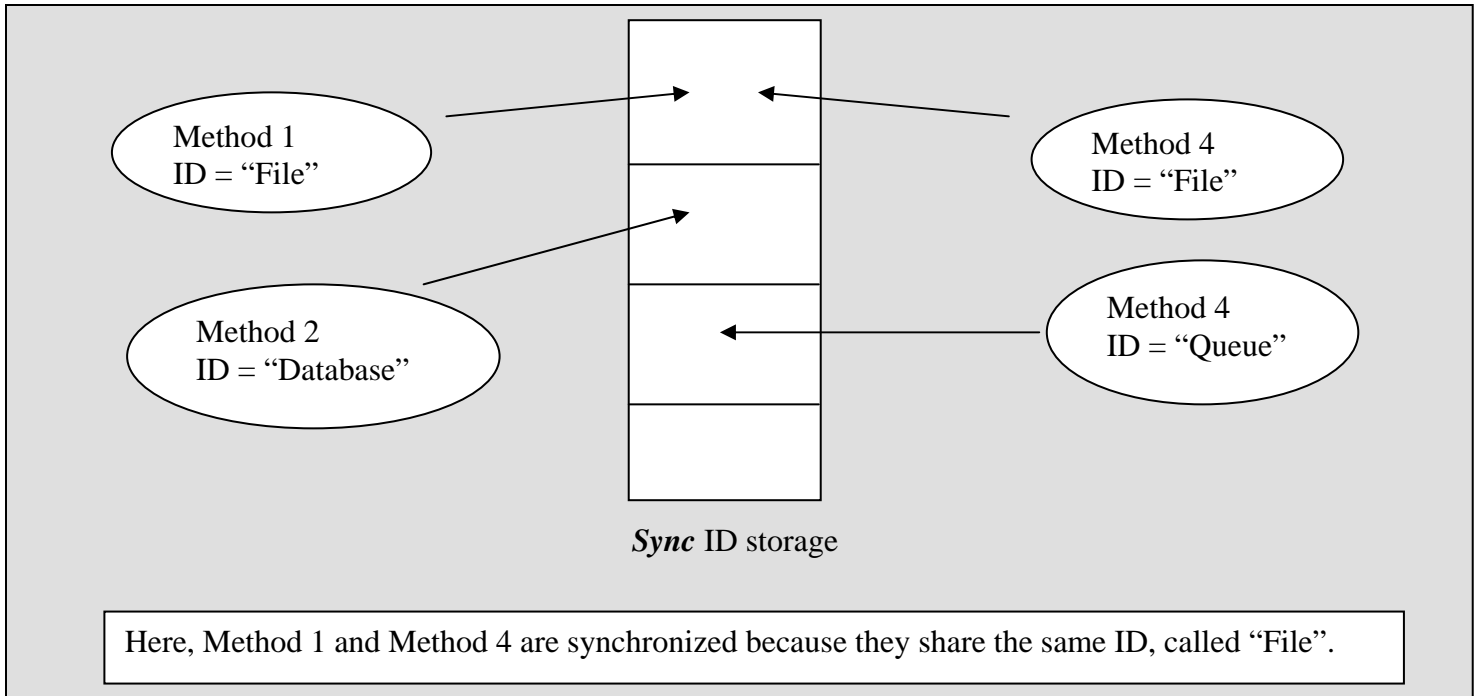 Method 1
ID = “File”
Method 4
ID = “File”
Method 2
ID = “Database”
Method 4
ID = “Queue”
Sync ID storage
Here, Method 1 and Method 4 are synchronized because they share the same ID, called “File”.